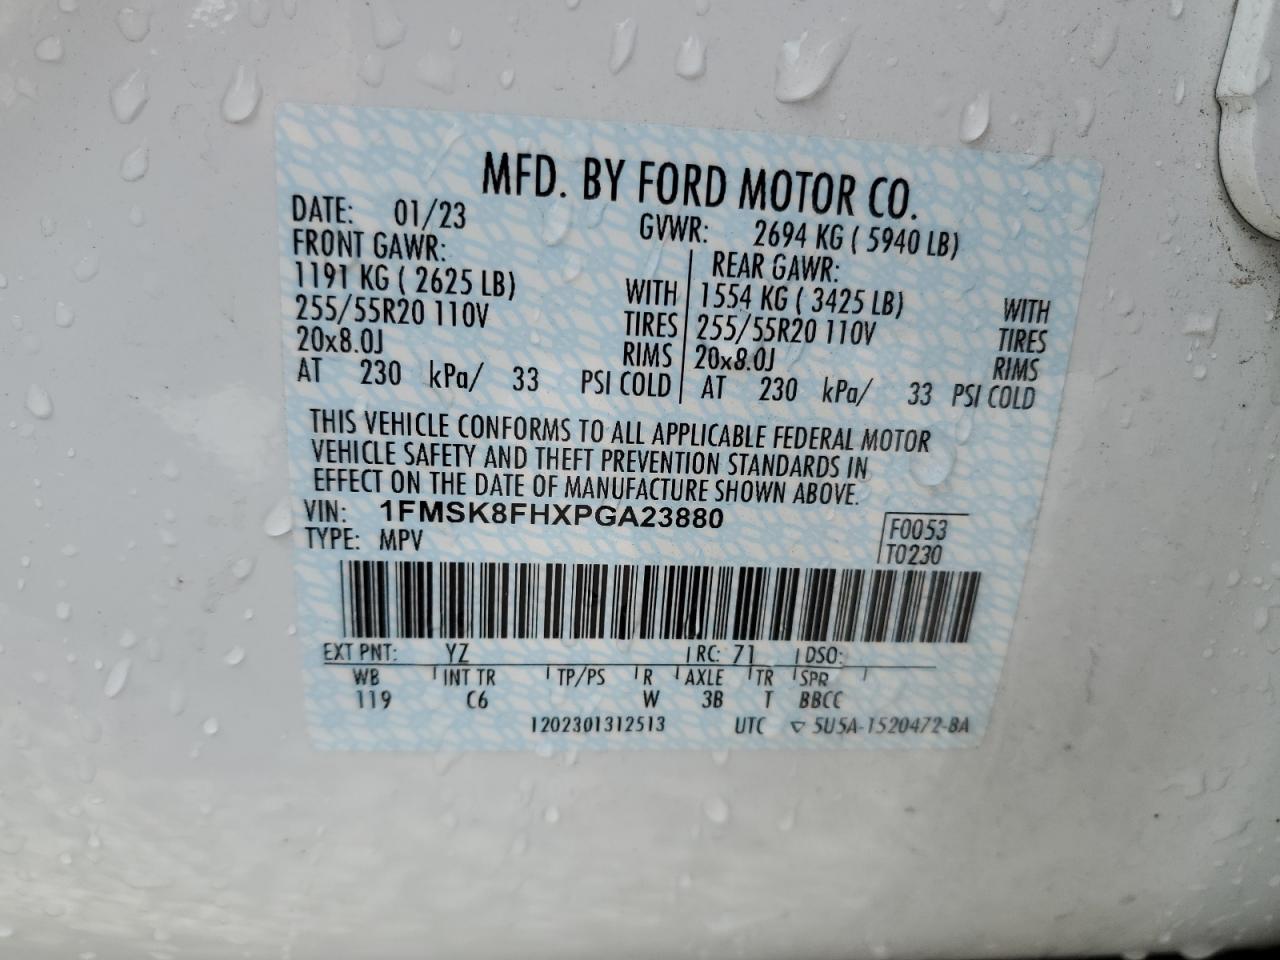 MFD. BY FORD MOTOR CO.
DATE: 01/23 GVWR: 2694 KG ( 5940 LB)
FRONT GAWR: REAR GAWR:
1191 KG ( 2625 LB) WITH 1554 KG ( 3425 LB) WITH
255/55R20 110V TIRES 255/55R20 110V TIRES
20x8.0J RIMS 20x8.0J RIMS
AT 230 kPa/ 33 PSI COLD AT 230 kPa/ 33 PSI COLD
THIS VEHICLE CONFORMS TO ALL APPLICABLE FEDERAL MOTOR
VEHICLE SAFETY AND THEFT PREVENTION STANDARDS IN
EFFECT ON THE DATE OF MANUFACTURE SHOWN ABOVE.
VIN: 1FMSK8FHXPGA23880 F0053
TYPE: MPV T0230
EXT PNT: YZ RC: 71 DSO:
WB INT TR TP/PS R AXLE TR SPR
119 C6 W 3B T BBCC
1202301312513 UTC ▽ 5U5A-1520472-BA